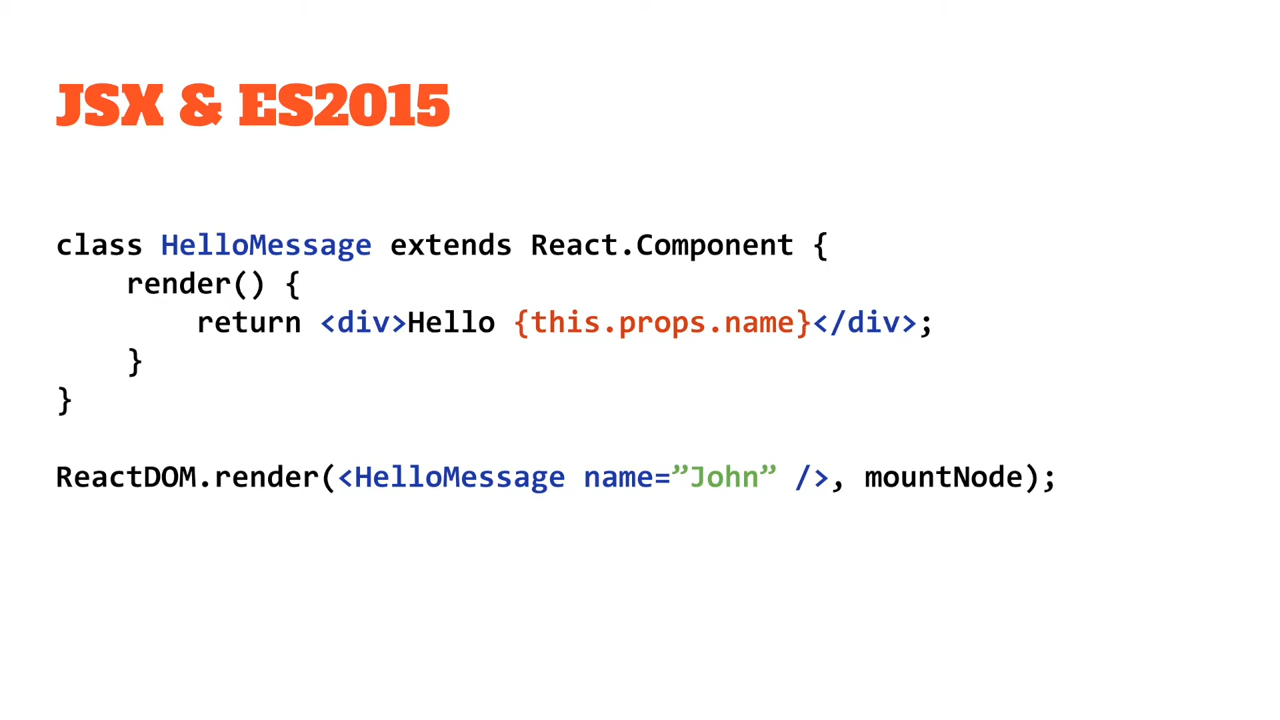 JSX & ES2015
class HelloMessage extends React.Component {
    render() {
        return <div>Hello {this.props.name}</div>;
    }
}
ReactDOM.render(<HelloMessage name=”John” />, mountNode);